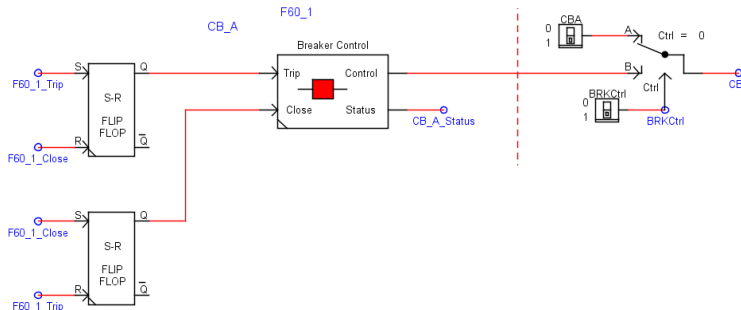 CB_A
F60_1
F60_1_Trip
S
Q
S-R
FLIP
FLOP
R
Q
F60_1_Close
Breaker Control
Trip
Control
Close
Status
CB_A_Status
0
1
CBA
A
Ctrl = 0
B
Ctrl
0
1
BRKCtrl
BRKCtrl
CB
F60_1_Close
S
Q
S-R
FLIP
FLOP
R
Q
F60_1_Trip